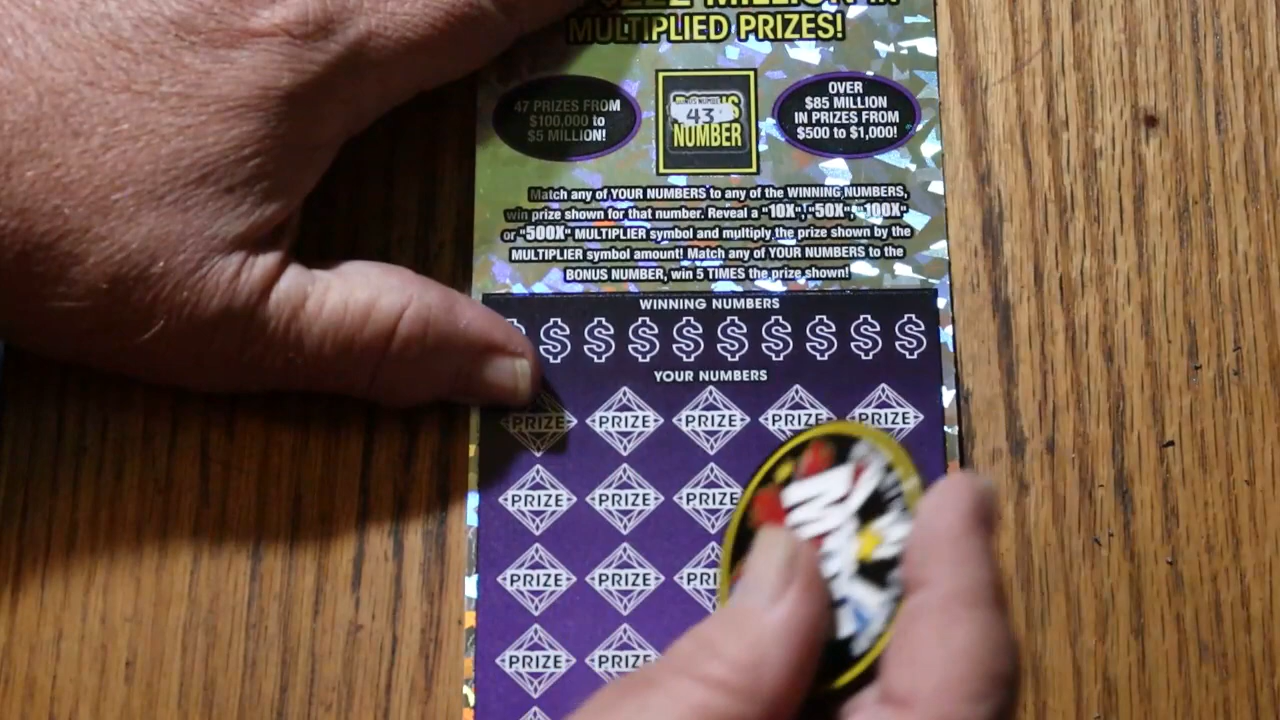 MULTIPLIED PRIZES!
47 PRIZES FROM
$100,000 to
$5 MILLION!
43
NUMBER
OVER
$85 MILLION
IN PRIZES FROM
$500 to $1,000!
Match any of YOUR NUMBERS to any of the WINNING NUMBERS,
win prize shown for that number. Reveal a "10X", "50X", "100X"
or "500X" MULTIPLIER symbol and multiply the prize shown by the
MULTIPLIER symbol amount! Match any of YOUR NUMBERS to the
BONUS NUMBER, win 5 TIMES the prize shown!
WINNING NUMBERS
$ $ $ $ $ $ $ $ $
YOUR NUMBERS
PRIZE PRIZE PRIZE PRIZE PRIZE
PRIZE PRIZE PRIZE
PRIZE PRIZE
PRIZE PRIZE